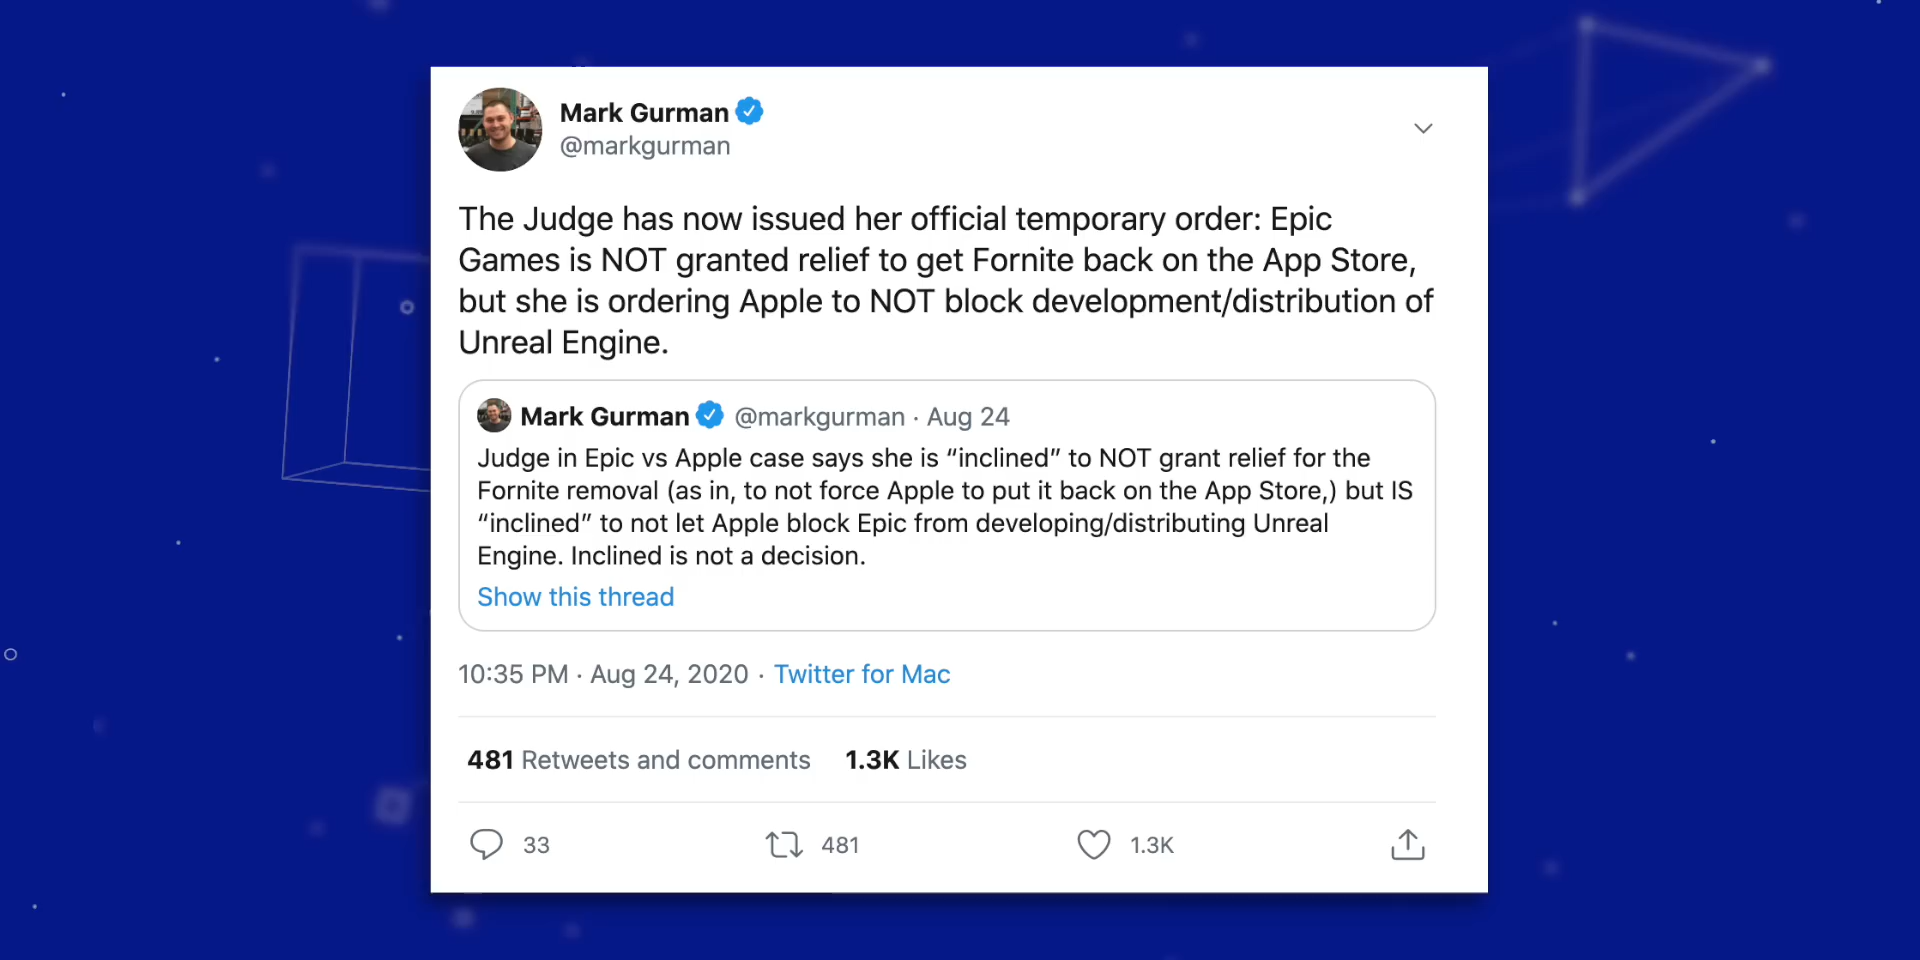 Mark Gurman
@markgurman
The Judge has now issued her official temporary order: Epic
Games is NOT granted relief to get Fornite back on the App Store,
but she is ordering Apple to NOT block development/distribution of
Unreal Engine.
Mark Gurman @markgurman · Aug 24
Judge in Epic vs Apple case says she is “inclined” to NOT grant relief for the
Fornite removal (as in, to not force Apple to put it back on the App Store,) but IS
“inclined” to not let Apple block Epic from developing/distributing Unreal
Engine. Inclined is not a decision.
Show this thread
10:35 PM · Aug 24, 2020 · Twitter for Mac
481 Retweets and comments 1.3K Likes
33 481 1.3K